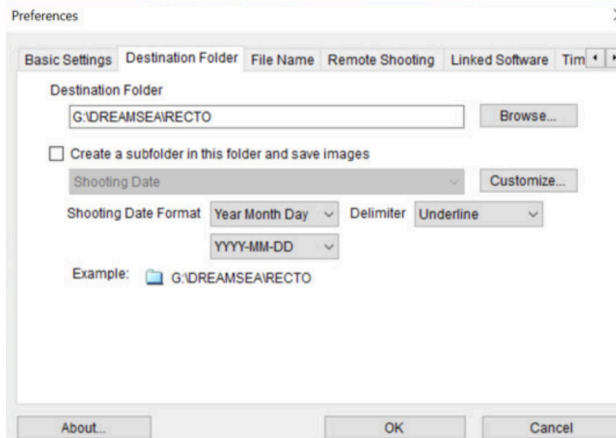 Preferences
Basic Settings Destination Folder File Name Remote Shooting Linked Software Tim
Destination Folder
G:\DREAMSEA\RECTO Browse...
Create a subfolder in this folder and save images
Shooting Date Customize...
Shooting Date Format Year Month Day Delimiter Underline
YYYY-MM-DD
Example: G:\DREAMSEA\RECTO
About... OK Cancel